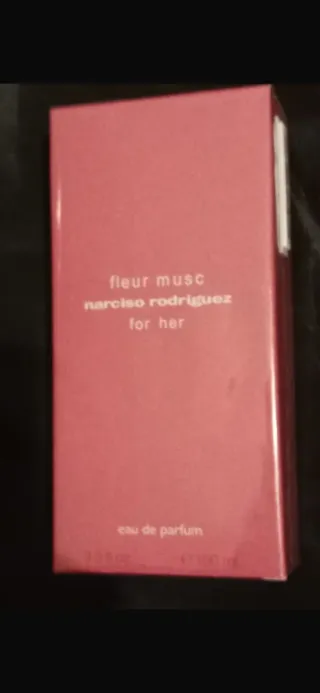 fleur musc
narciso rodriguez
for her
eau de parfum